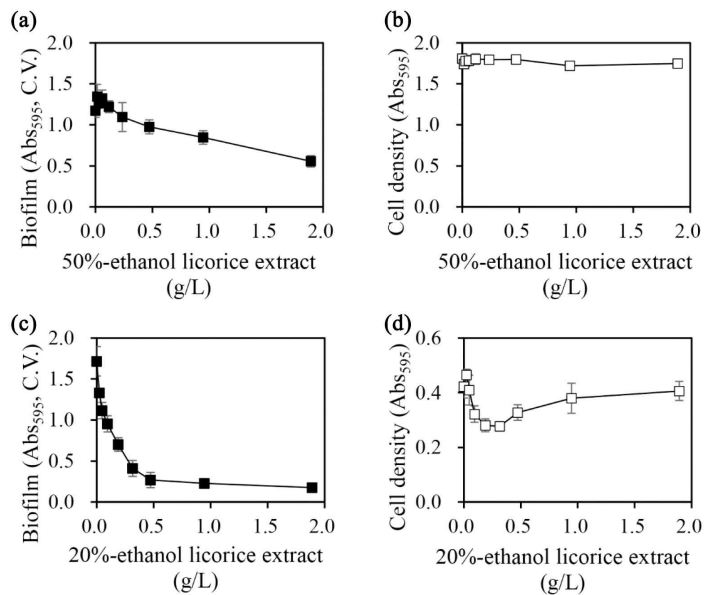 (a)
Biofilm (Abs595, C.V.)
2.0
1.5
1.0
0.5
0.0
0.0 0.5 1.0 1.5 2.0
50%-ethanol licorice extract
(g/L)
(b)
Cell density (Abs595)
2.0
1.5
1.0
0.5
0.0
0.0 0.5 1.0 1.5 2.0
50%-ethanol licorice extract
(g/L)
(c)
Biofilm (Abs595, C.V.)
2.0
1.5
1.0
0.5
0.0
0.0 0.5 1.0 1.5 2.0
20%-ethanol licorice extract
(g/L)
(d)
Cell density (Abs595)
0.6
0.4
0.2
0.0
0.0 0.5 1.0 1.5 2.0
20%-ethanol licorice extract
(g/L)